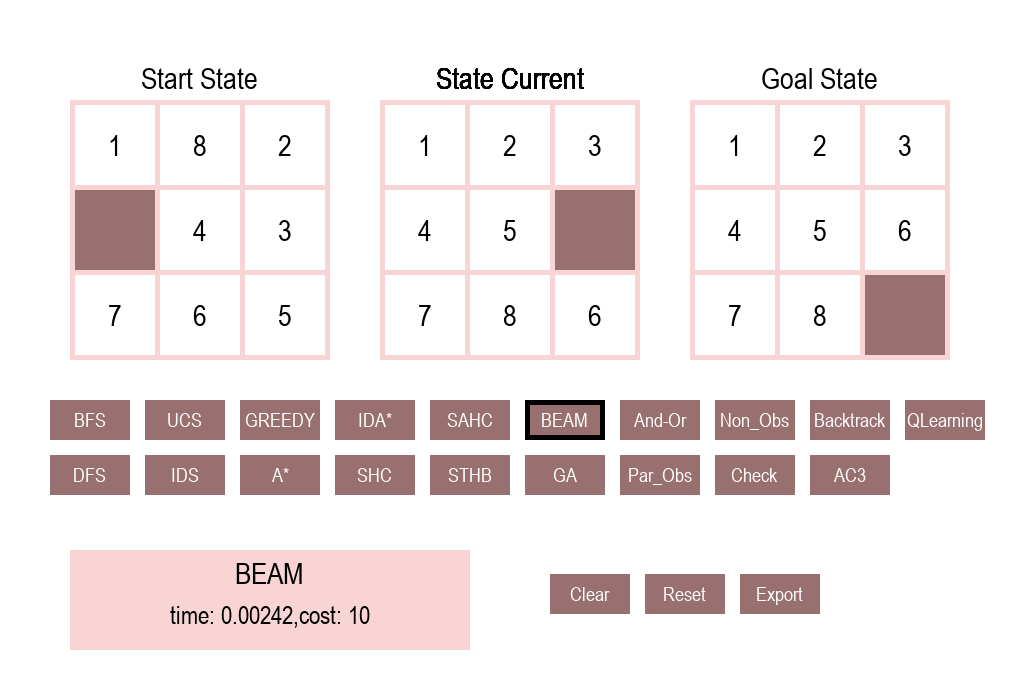 Start State State Current Goal State
1 8 2 1 2 3 1 2 3
4 3 4 5 4 5 6
7 6 5 7 8 6 7 8
BFS UCS GREEDY IDA* SAHC BEAM And-Or Non_Obs Backtrack QLearning
DFS IDS A* SHC STHB GA Par_Obs Check AC3
BEAM
time: 0.00242,cost: 10
Clear Reset Export